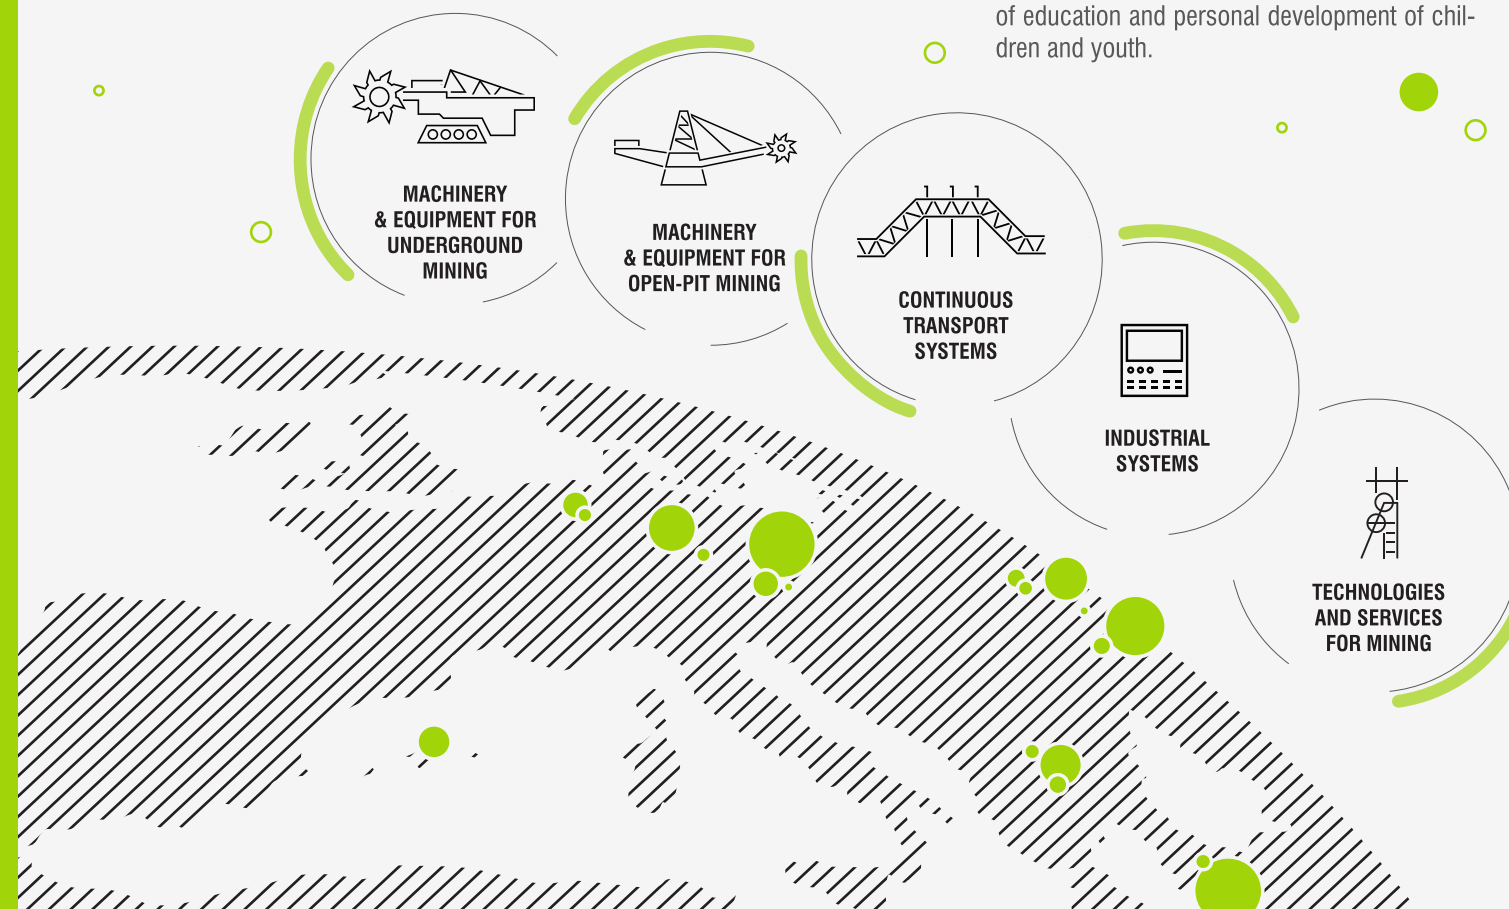 of education and personal development of chil-
dren and youth.
MACHINERY
& EQUIPMENT FOR
UNDERGROUND
MINING
MACHINERY
& EQUIPMENT FOR
OPEN-PIT MINING
CONTINUOUS
TRANSPORT
SYSTEMS
INDUSTRIAL
SYSTEMS
TECHNOLOGIES
AND SERVICES
FOR MINING